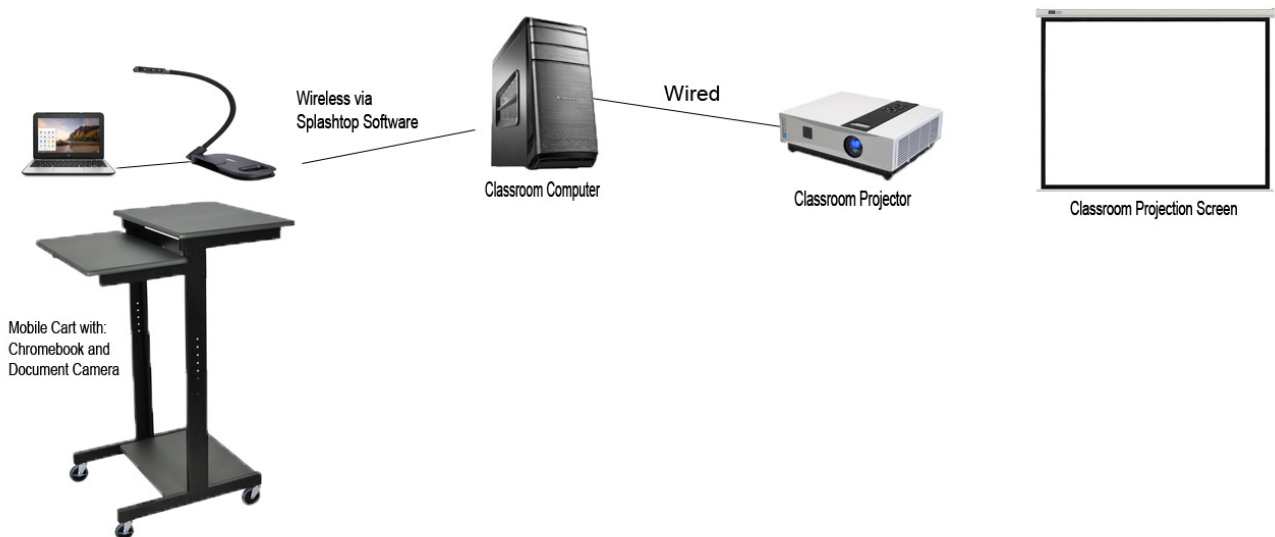 Wireless via
Splashtop Software
Wired
Classroom Computer
Classroom Projector
Classroom Projection Screen
Mobile Cart with:
Chromebook and
Document Camera